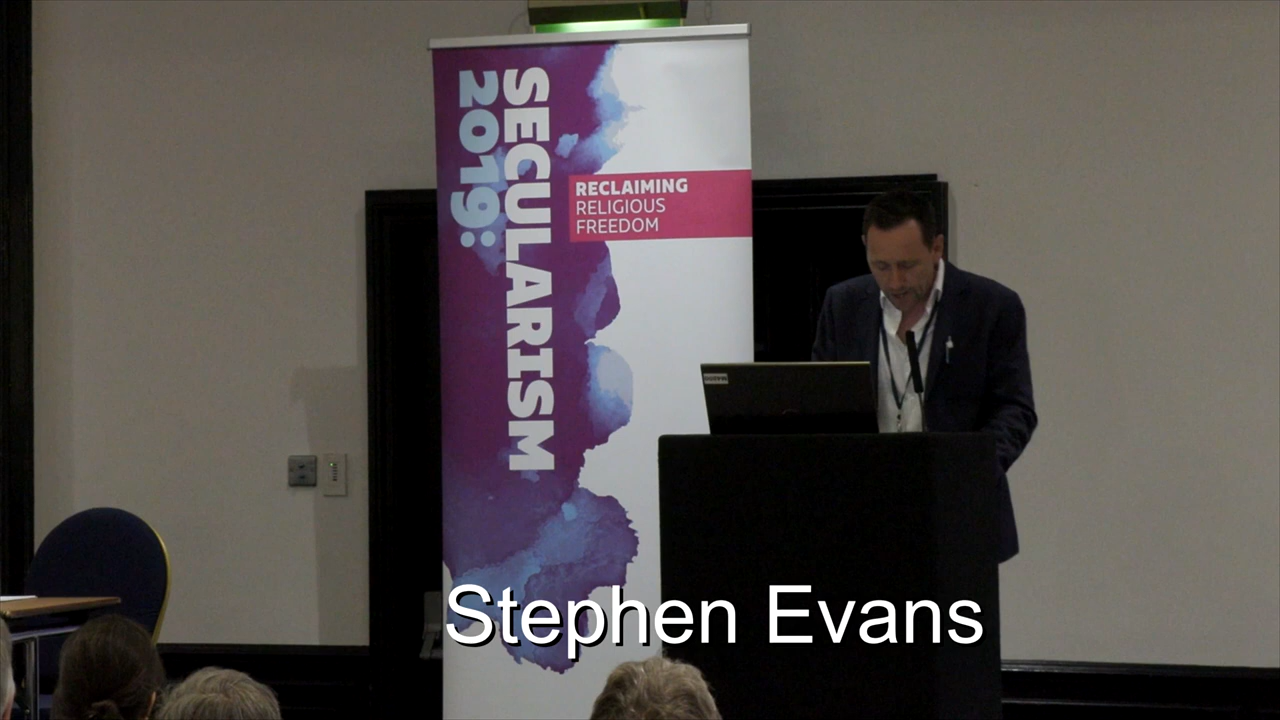 SECULARISM
2019:
RECLAIMING
RELIGIOUS
FREEDOM
Stephen Evans